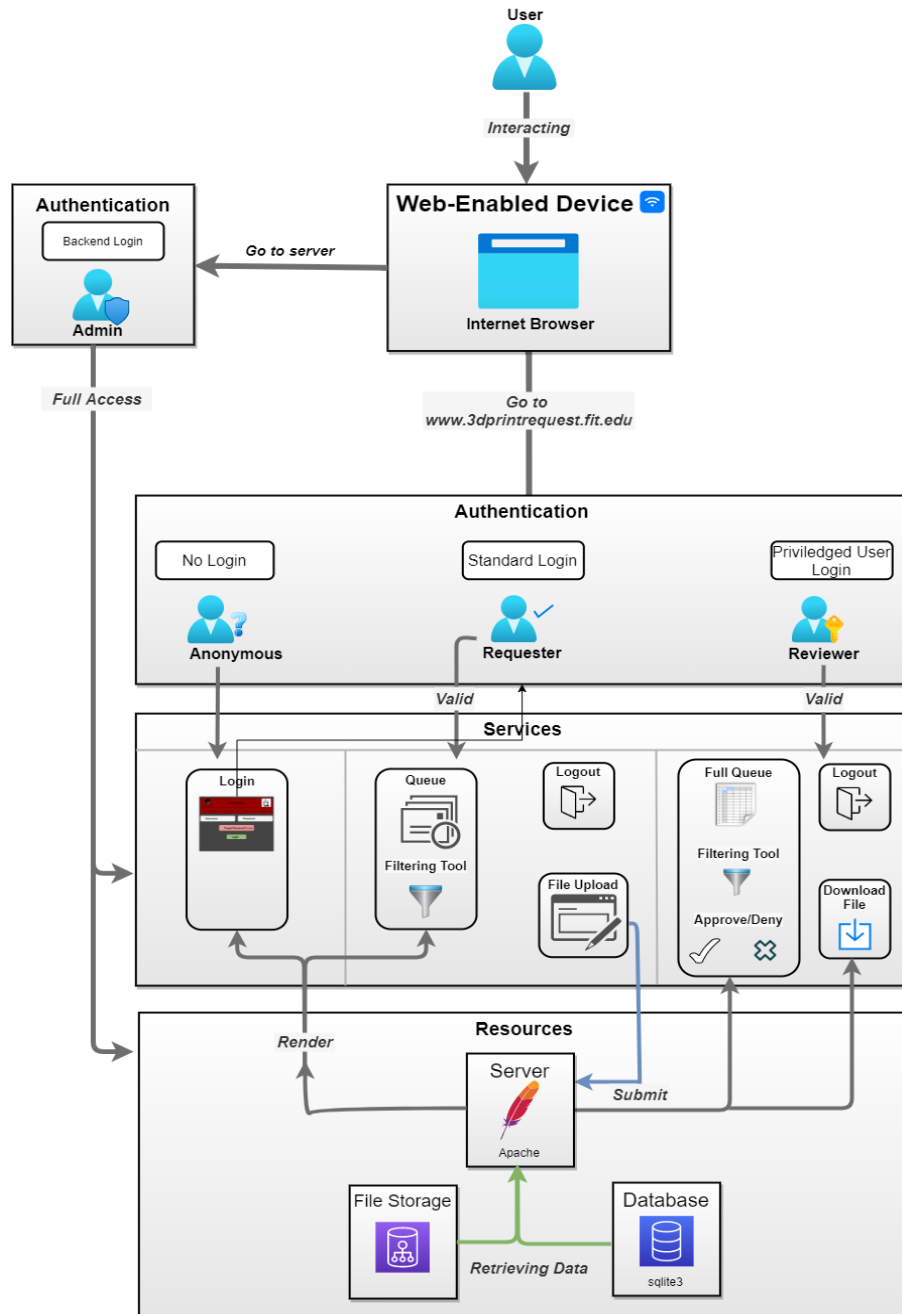 User
Interacting
Authentication
Backend Login
Admin
Go to server
Web-Enabled Device
Internet Browser
Full Access
Go to
www.3dprintrequest.fit.edu
Authentication
No Login
Standard Login
Priviledged User
Login
Anonymous
Requester
Reviewer
Valid
Valid
Services
Login
Queue
Filtering Tool
Logout
File Upload
Full Queue
Filtering Tool
Approve/Deny
Logout
Download
File
Render
Resources
Server
Apache
Submit
File Storage
Database
sqlite3
Retrieving Data